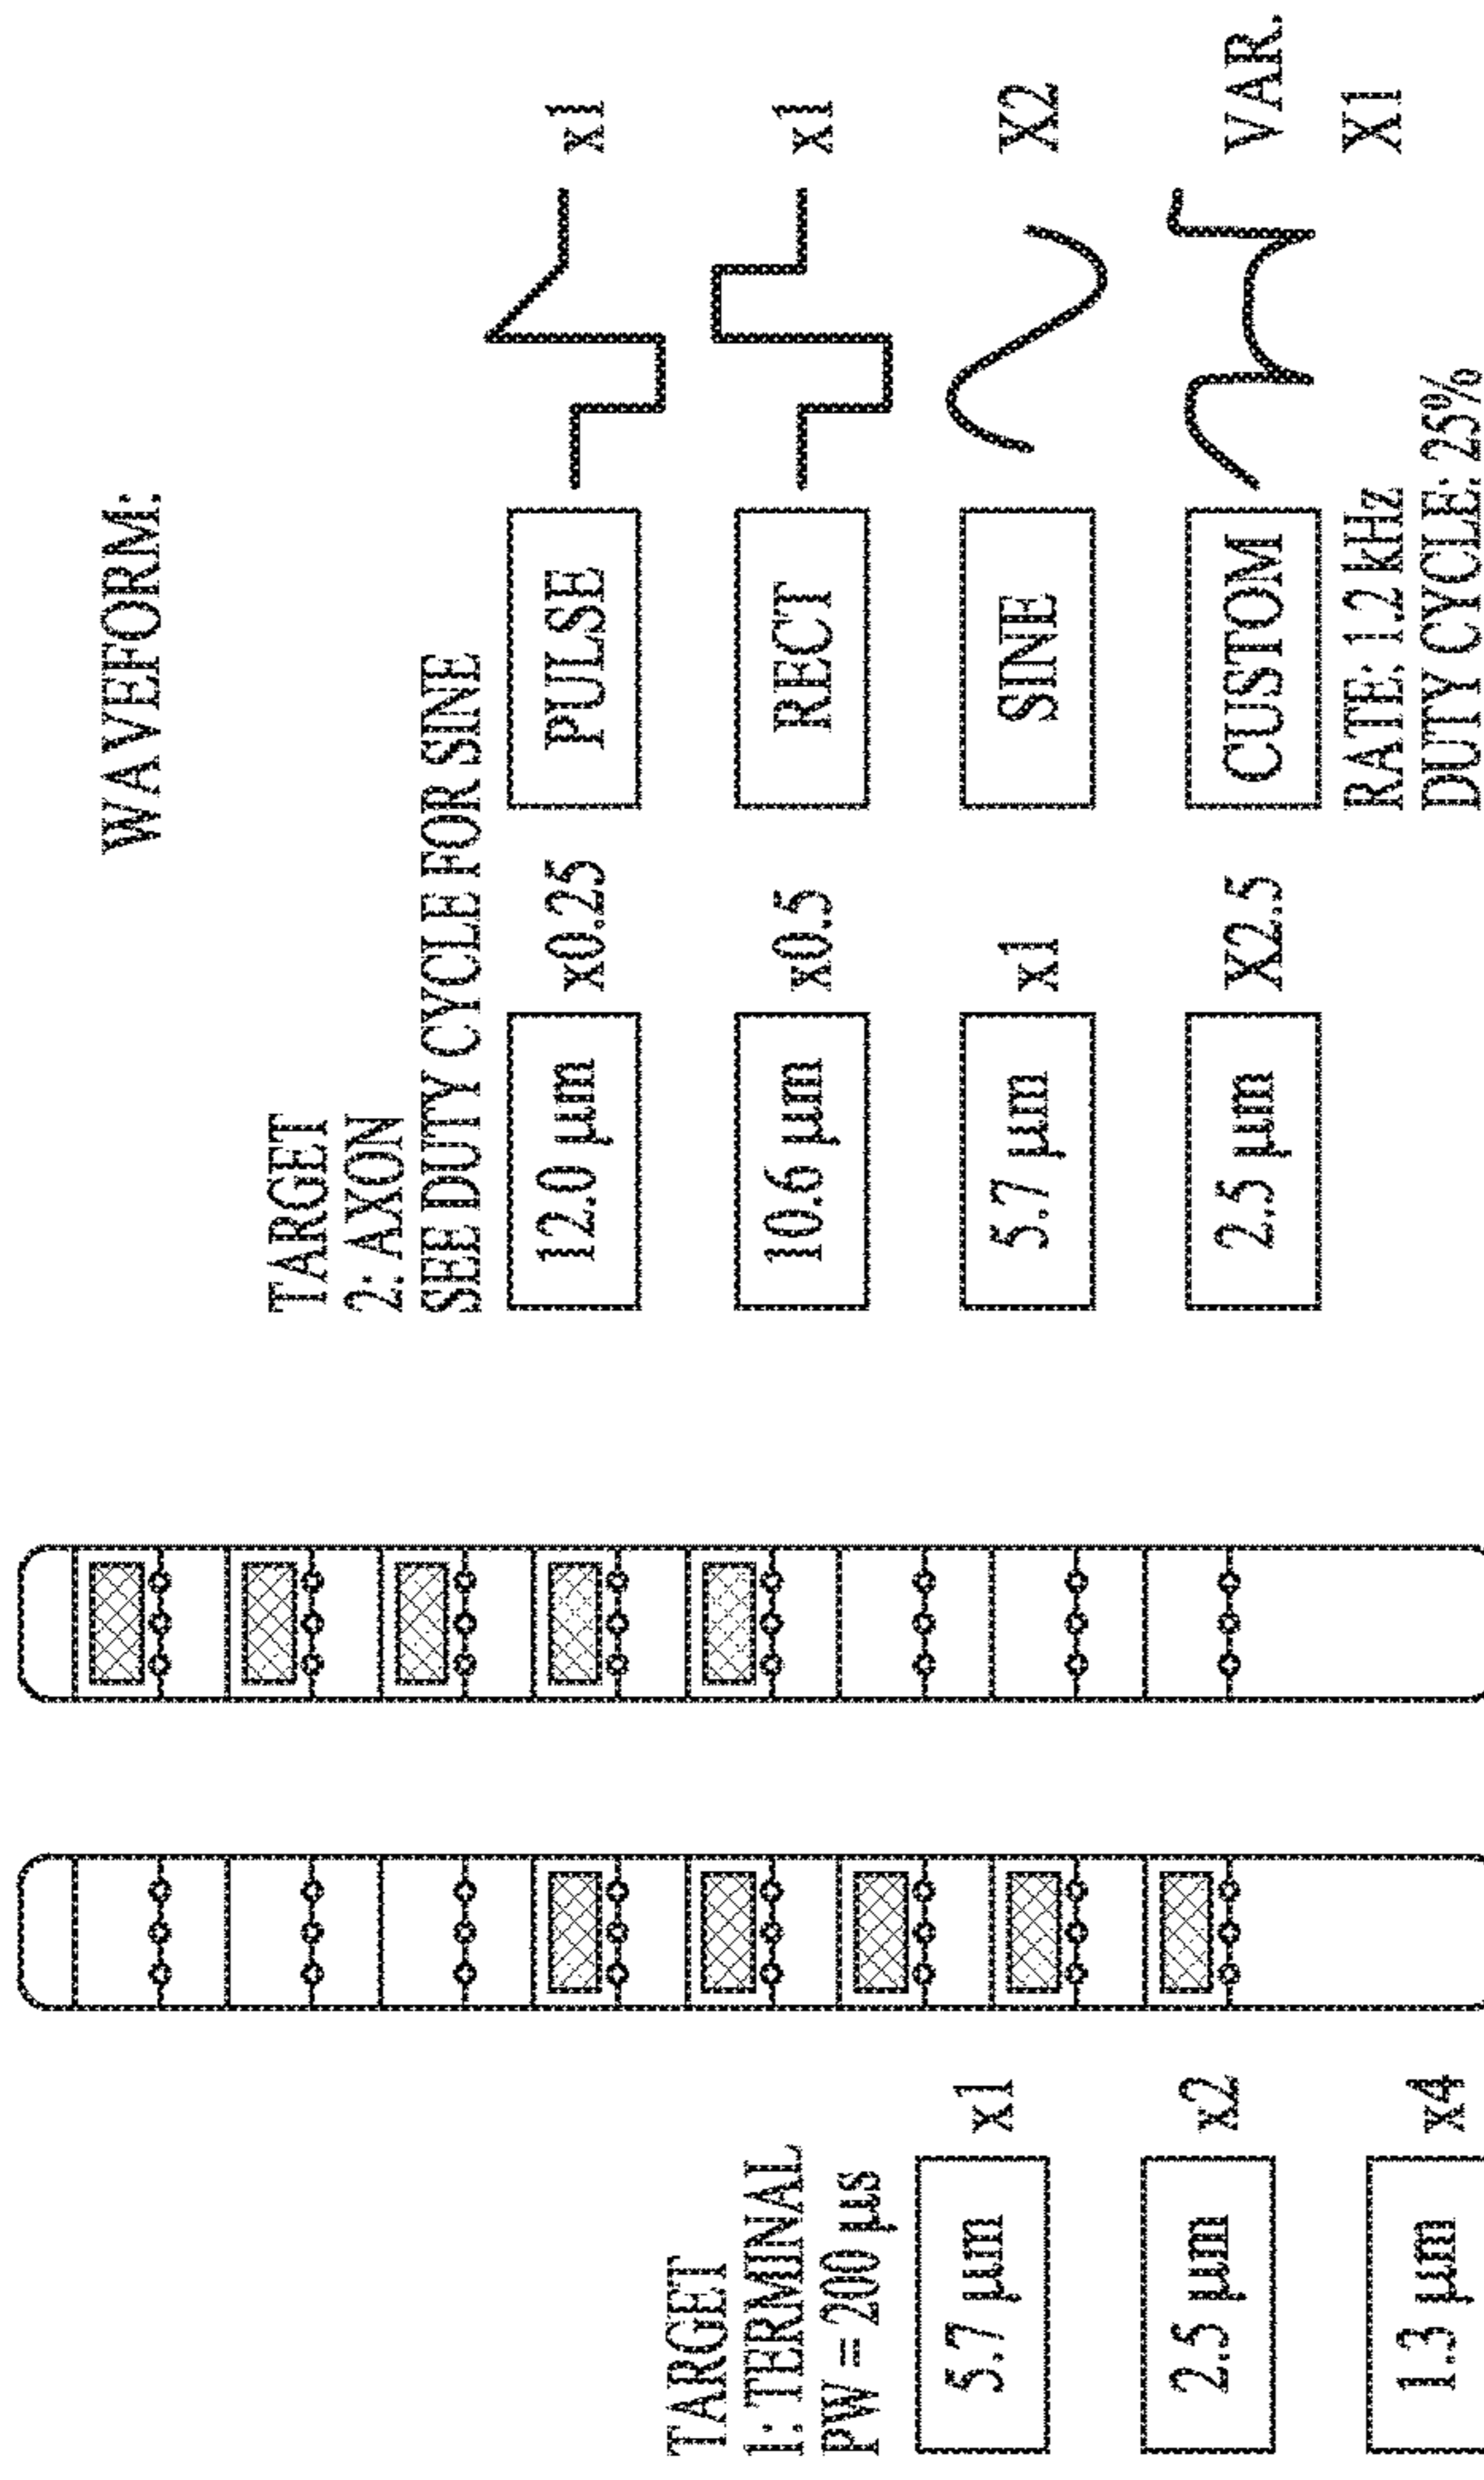 TARGET
1: TERMINAL
PW = 200 µs
5.7 µm x1
2.5 µm x2
1.3 µm x4
TARGET
2: AXON
SEE DUTY CYCLE FOR SINE
12.0 µm x0.25
10.6 µm x0.5
5.7 µm x1
2.5 µm X2.5
WAVEFORM:
PULSE x1
RECT x1
SINE X2
CUSTOM VAR.
RATE: 1.2 kHz X1
DUTY CYCLE: 25%